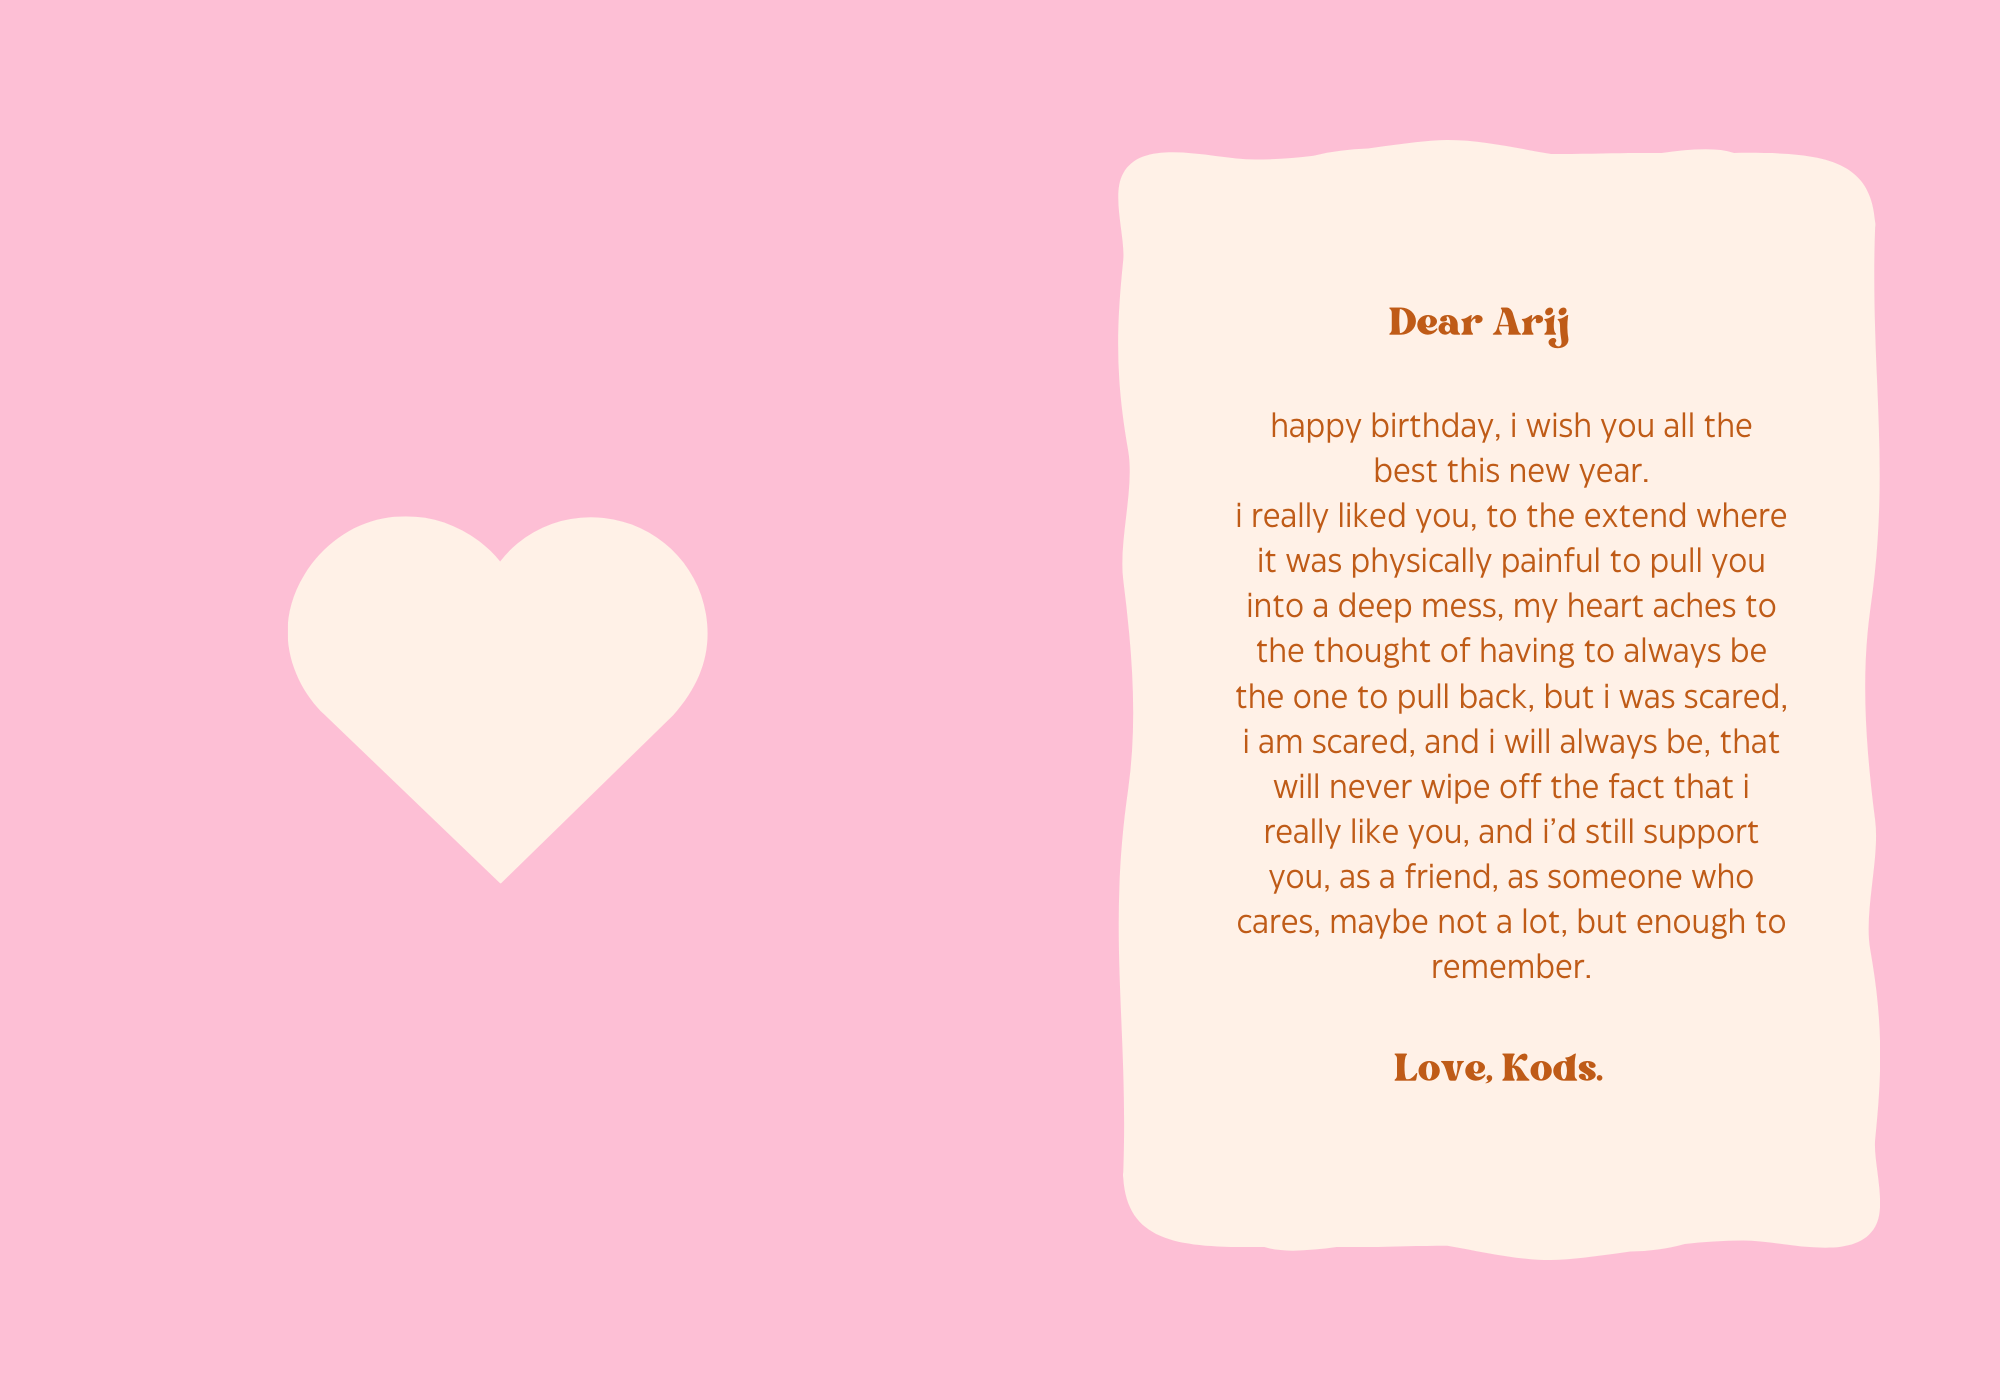 Dear Arij
happy birthday, i wish you all the
best this new year.
i really liked you, to the extend where
it was physically painful to pull you
into a deep mess, my heart aches to
the thought of having to always be
the one to pull back, but i was scared,
i am scared, and i will always be, that
will never wipe off the fact that i
really like you, and i’d still support
you, as a friend, as someone who
cares, maybe not a lot, but enough to
remember.
Love, Kods.